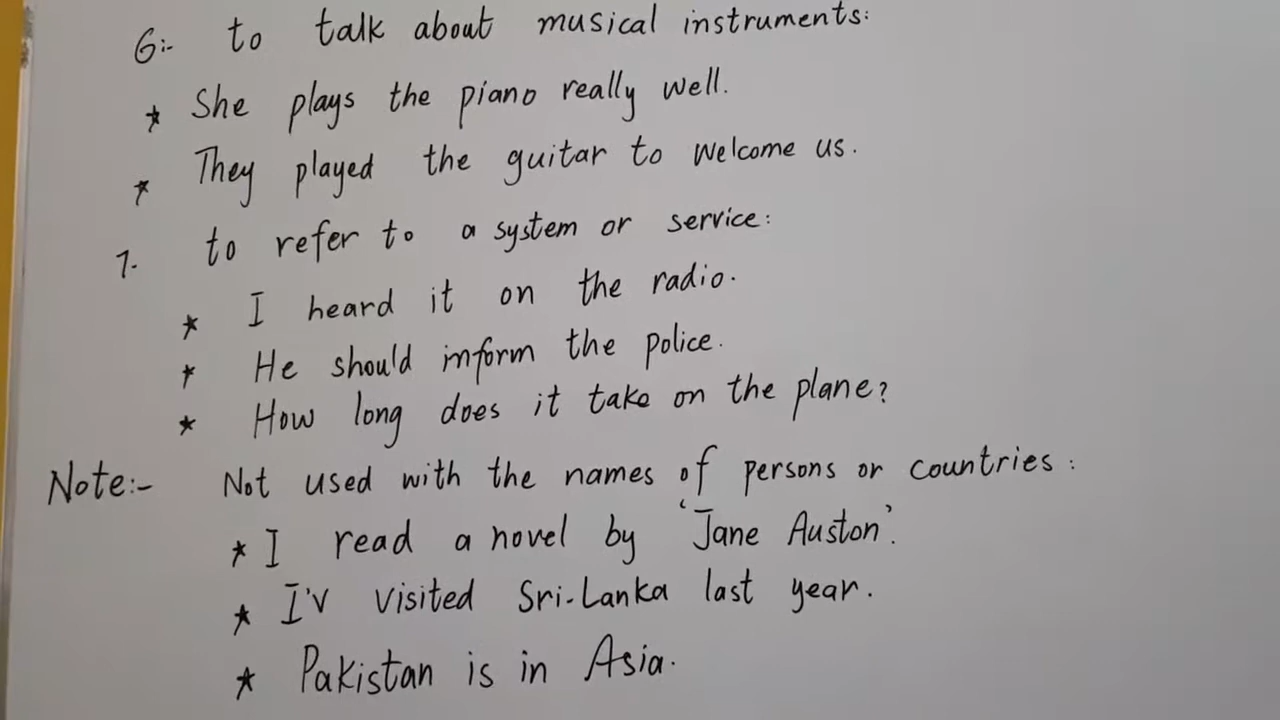 6:- to talk about musical instruments:
* She plays the piano really well.
* They played the guitar to welcome us.
7. to refer to a system or service:
* I heard it on the radio.
* He should inform the police.
* How long does it take on the plane?
Note:- Not used with the names of persons or countries:
* I read a novel by 'Jane Auston'.
* I'v visited Sri-Lanka last year.
* Pakistan is in Asia.